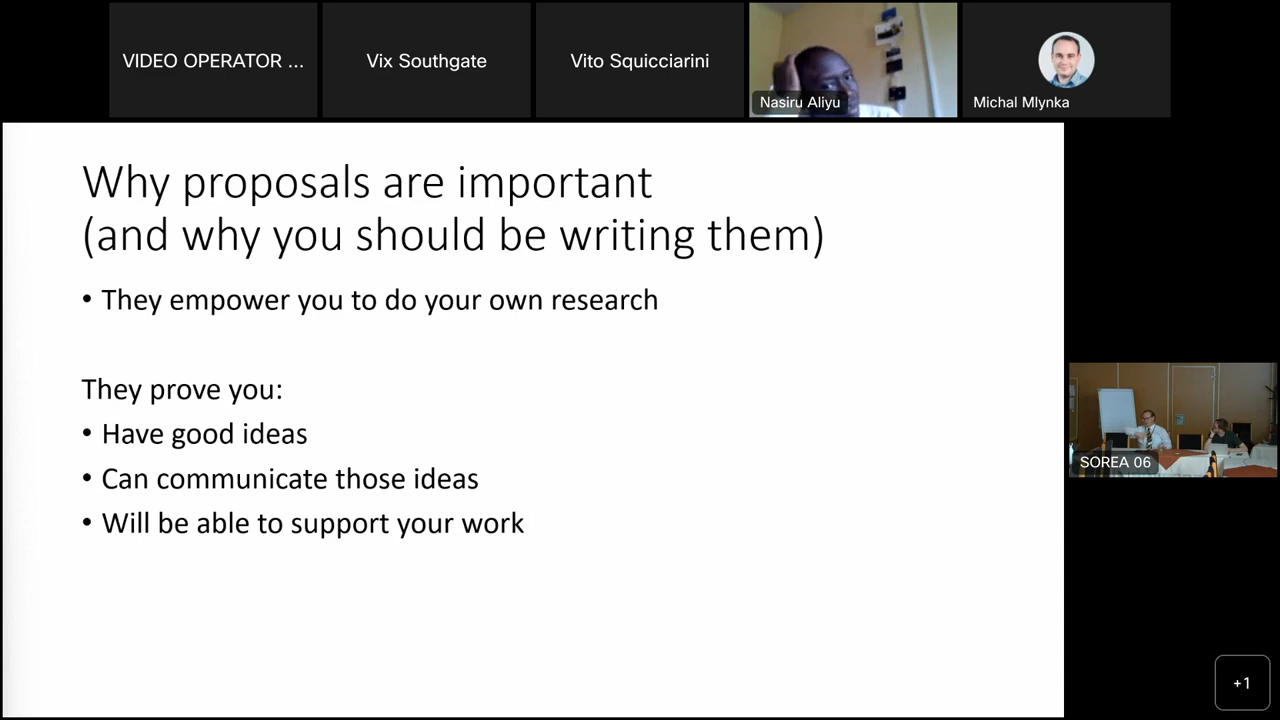 VIDEO OPERATOR ...
Vix Southgate
Vito Squicciarini
Nasiru Aliyu
Michal Mlynka
Why proposals are important
(and why you should be writing them)
• They empower you to do your own research
They prove you:
• Have good ideas
• Can communicate those ideas
• Will be able to support your work
SOREA 06
+1